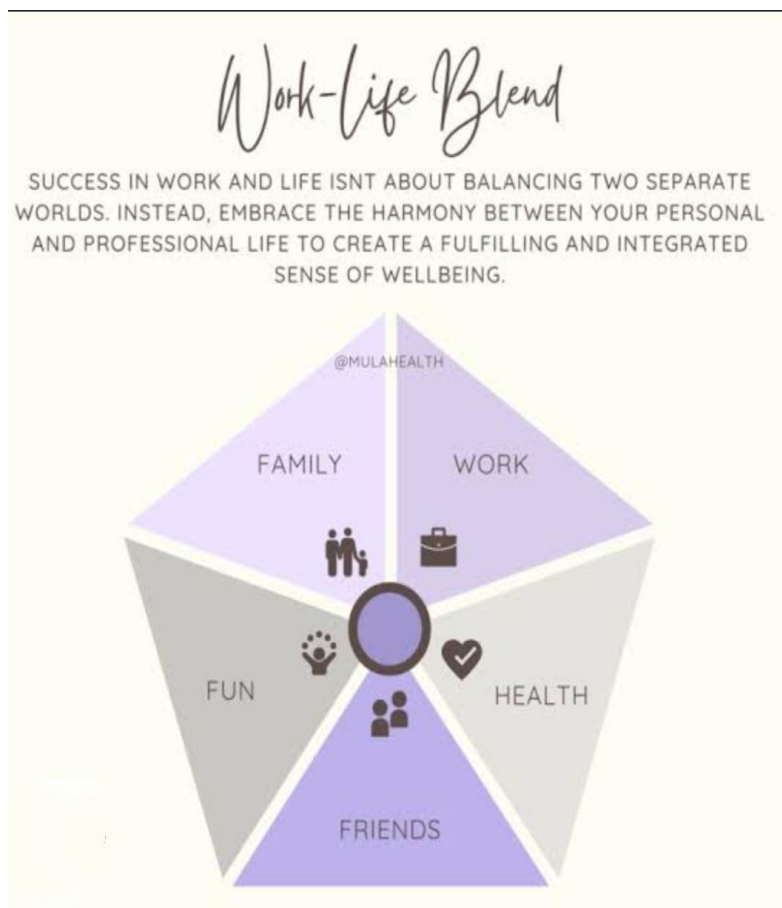 Work-Life Blend
SUCCESS IN WORK AND LIFE ISNT ABOUT BALANCING TWO SEPARATE
WORLDS. INSTEAD, EMBRACE THE HARMONY BETWEEN YOUR PERSONAL
AND PROFESSIONAL LIFE TO CREATE A FULFILLING AND INTEGRATED
SENSE OF WELLBEING.
@MULAHEALTH
FAMILY
WORK
FUN
HEALTH
FRIENDS